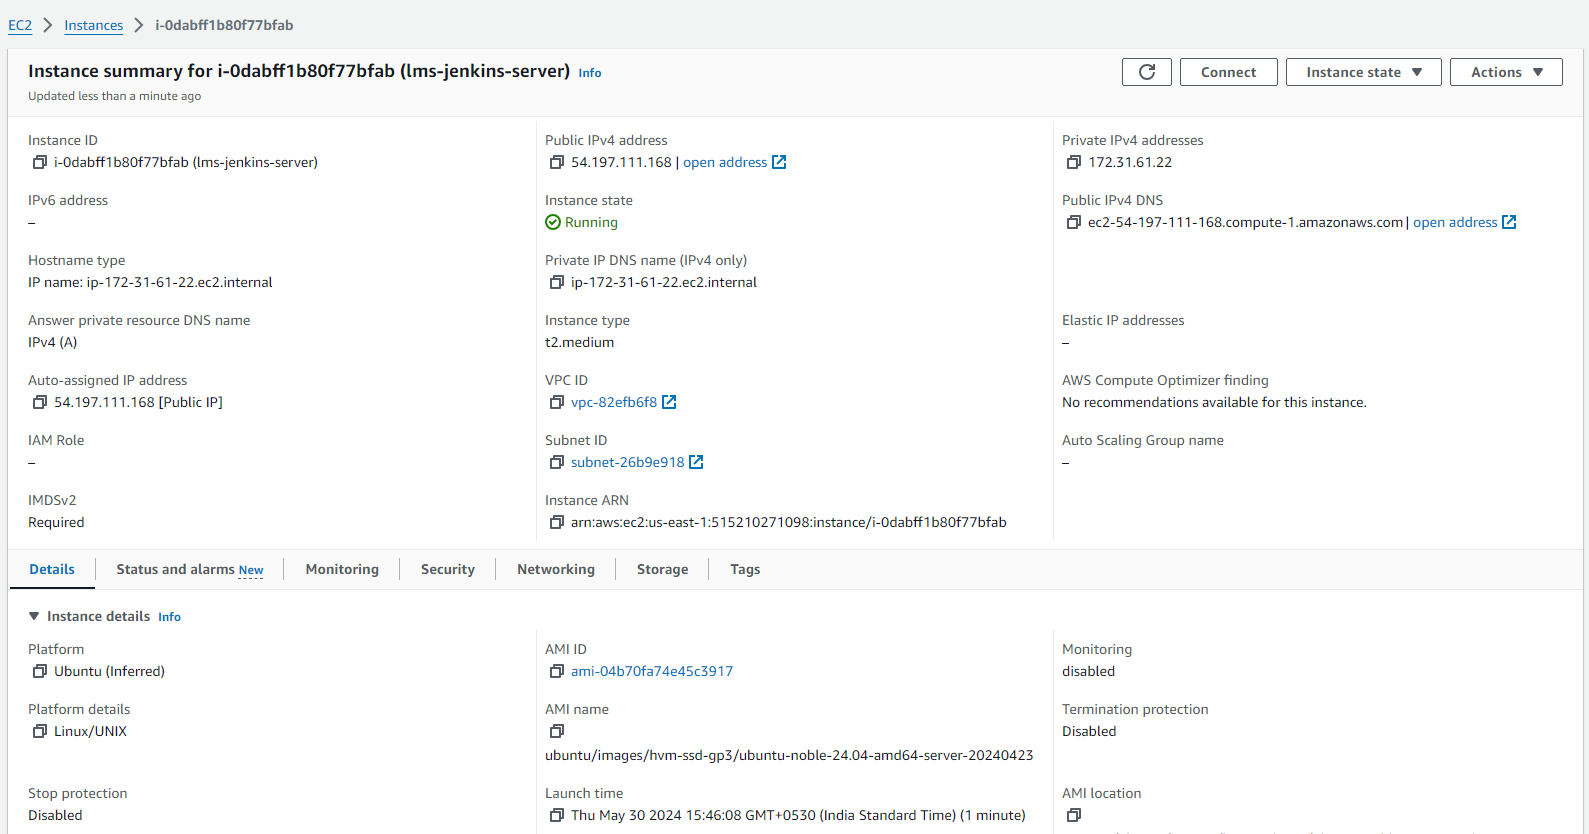 EC2 > Instances > i-0dabff1b80f77bfab
Instance summary for i-0dabff1b80f77bfab (lms-jenkins-server) Info
Updated less than a minute ago
Connect
Instance state
Actions
Instance ID
i-0dabff1b80f77bfab (lms-jenkins-server)
Public IPv4 address
54.197.111.168 | open address
Private IPv4 addresses
172.31.61.22
IPv6 address
–
Instance state
Running
Public IPv4 DNS
ec2-54-197-111-168.compute-1.amazonaws.com | open address
Hostname type
IP name: ip-172-31-61-22.ec2.internal
Private IP DNS name (IPv4 only)
ip-172-31-61-22.ec2.internal
Answer private resource DNS name
IPv4 (A)
Instance type
t2.medium
Elastic IP addresses
–
Auto-assigned IP address
54.197.111.168 [Public IP]
VPC ID
vpc-82efb6f8
AWS Compute Optimizer finding
No recommendations available for this instance.
IAM Role
–
Subnet ID
subnet-26b9e918
Auto Scaling Group name
–
IMDSv2
Required
Instance ARN
arn:aws:ec2:us-east-1:515210271098:instance/i-0dabff1b80f77bfab
Details
Status and alarms New
Monitoring
Security
Networking
Storage
Tags
Instance details Info
Platform
Ubuntu (Inferred)
AMI ID
ami-04b70fa74e45c3917
Monitoring
disabled
Platform details
Linux/UNIX
AMI name
ubuntu/images/hvm-ssd-gp3/ubuntu-noble-24.04-amd64-server-20240423
Termination protection
Disabled
Stop protection
Disabled
Launch time
Thu May 30 2024 15:46:08 GMT+0530 (India Standard Time) (1 minute)
AMI location